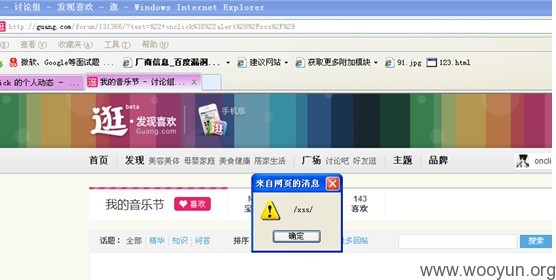 - 讨论组 - 发现喜欢 - 逛 - Windows Internet Explorer
http://guang.com/forum/131366/?text=%22+onclick%3D%22alert%28%2Fxss%2F%29
查看(V) 收藏夹(A) 工具(T) 帮助(H)
微软、Google等面试题 ... 厂商信息_百度漏洞... 建议网站 获取更多附加模块 91.jpg 123.html
ick 的个人动态 - ... 我的音乐节 - 讨论组...
beta
逛·发现喜欢
Guang.com
手机版
首页 发现 美容美体 母婴家庭 美食健康 居家生活 广场 讨论吧 好友逛 主题 品牌 oncli
来自网页的消息
/xss/
确定
我的音乐节 喜欢
143
喜欢
话题: 全部 精华 知识 问答 排序
多回帖 搜索
www.wooyun.org